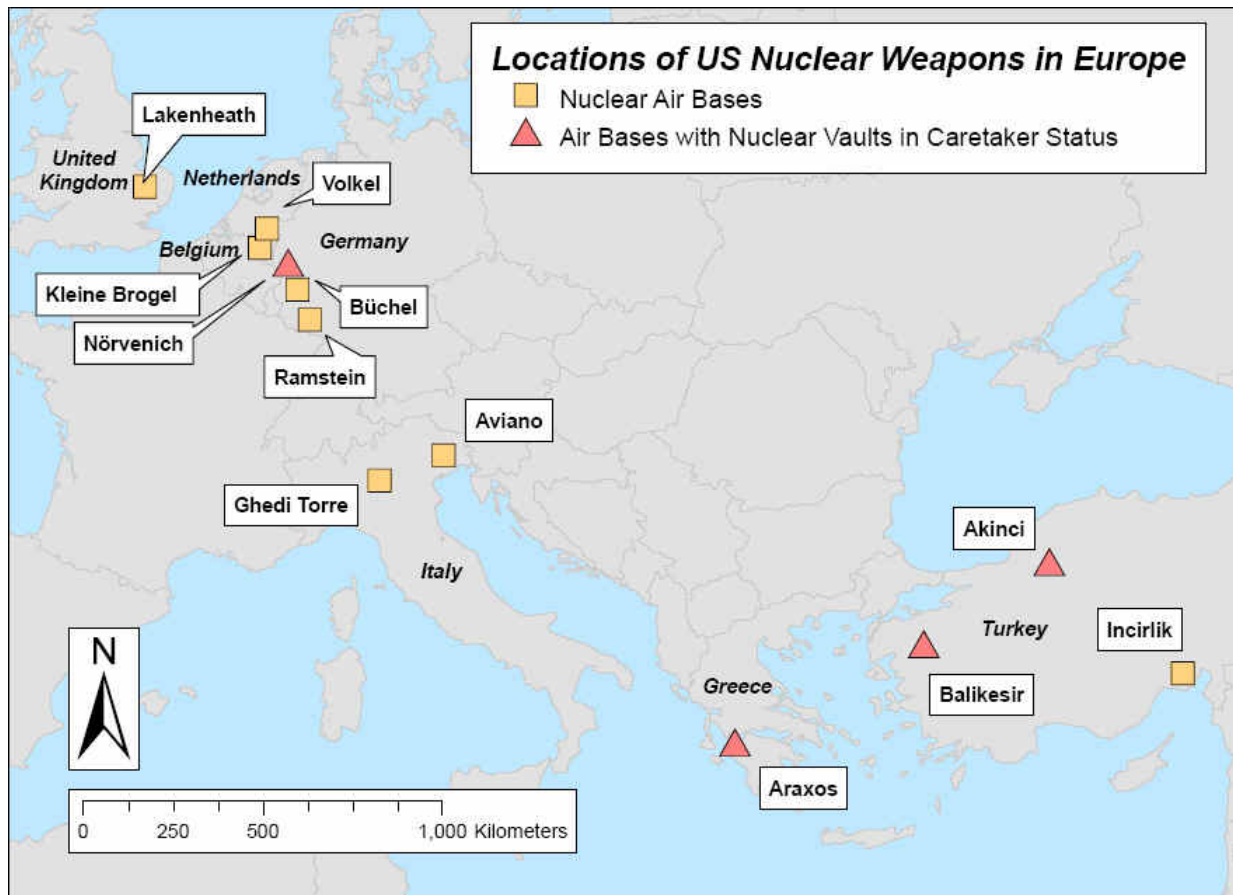 Locations of US Nuclear Weapons in Europe
Nuclear Air Bases
Air Bases with Nuclear Vaults in Caretaker Status
Lakenheath
United
Kingdom
Netherlands
Volkel
Belgium
Germany
Kleine Brogel
Büchel
Nörvenich
Ramstein
Aviano
Ghedi Torre
Italy
Akinci
Turkey
Incirlik
Greece
Balikesir
Araxos
N
0 250 500 1,000 Kilometers